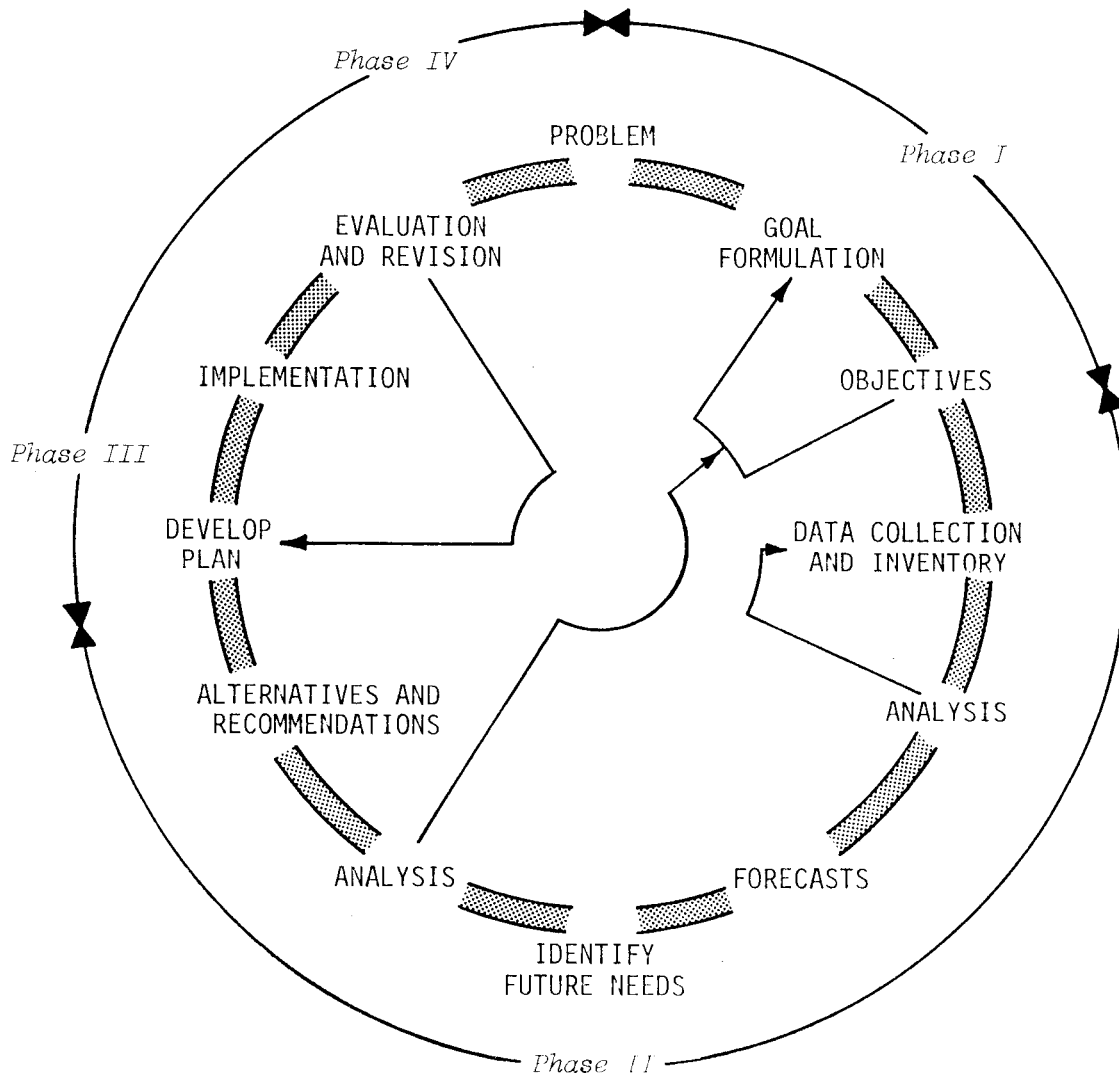 Phase IV
PROBLEM
Phase I
EVALUATION
AND REVISION
GOAL
FORMULATION
IMPLEMENTATION
OBJECTIVES
Phase III
DEVELOP
PLAN
DATA COLLECTION
AND INVENTORY
ALTERNATIVES AND
RECOMMENDATIONS
ANALYSIS
ANALYSIS
FORECASTS
IDENTIFY
FUTURE NEEDS
Phase II